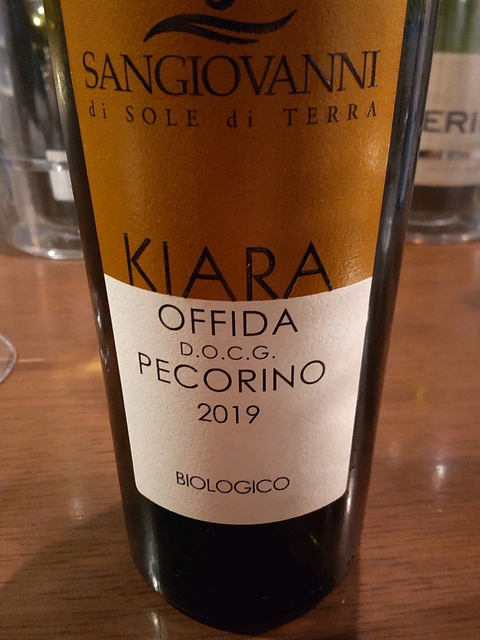 SANGIOVANNI
di SOLE di TERRA
KIARA
OFFIDA
D.O.C.G.
PECORINO
2019
BIOLOGICO